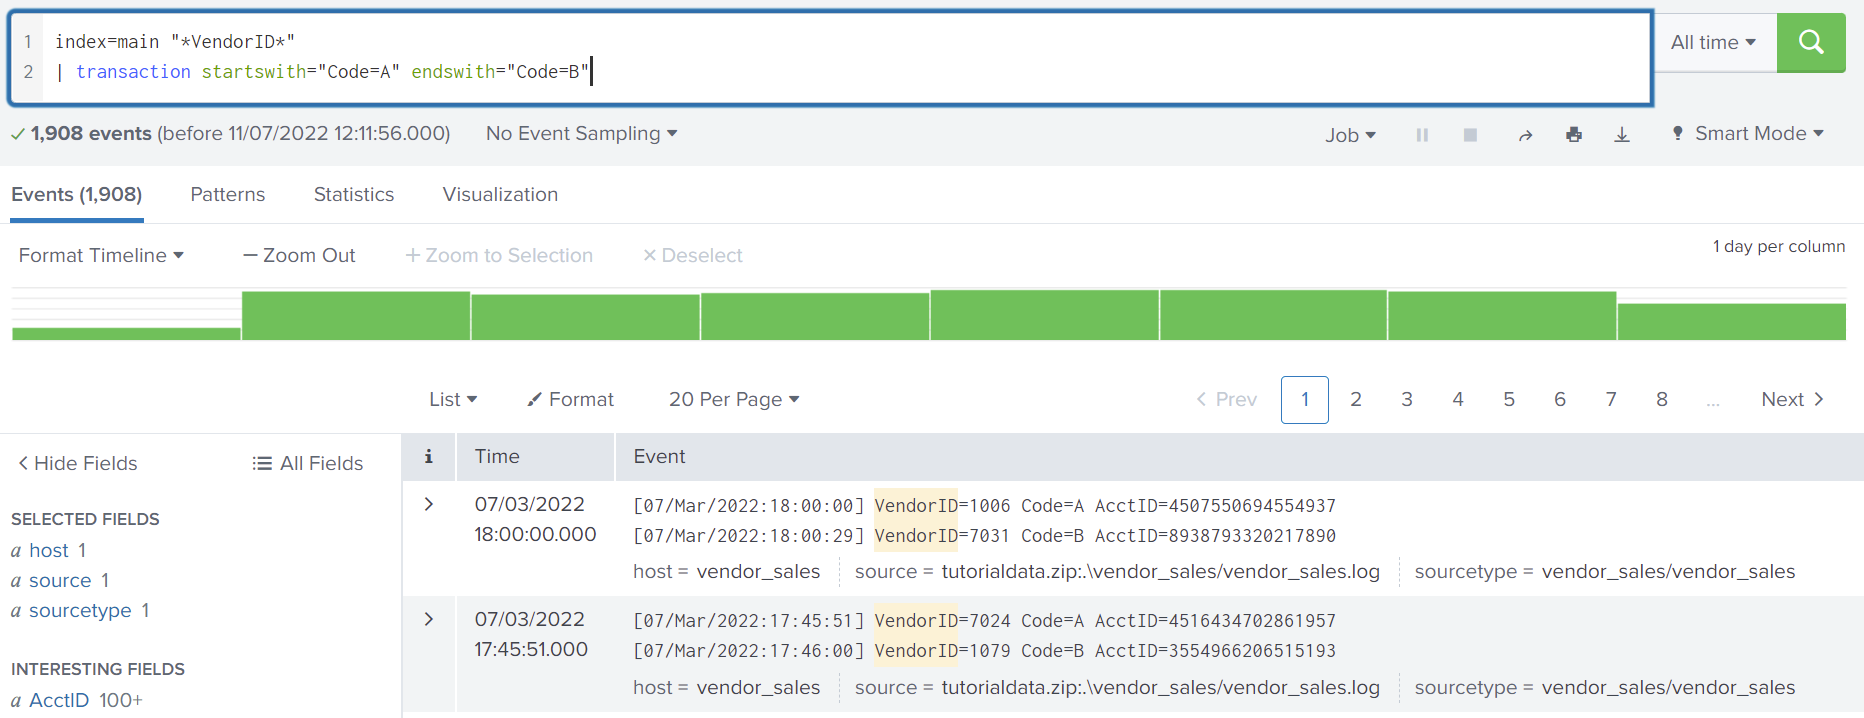 1 index=main "*VendorID*"
2 | transaction startswith="Code=A" endswith="Code=B"
All time
1,908 events (before 11/07/2022 12:11:56.000) No Event Sampling
Job Smart Mode
Events (1,908) Patterns Statistics Visualization
Format Timeline — Zoom Out + Zoom to Selection × Deselect
1 day per column
List Format 20 Per Page < Prev 1 2 3 4 5 6 7 8 ... Next >
< Hide Fields All Fields
SELECTED FIELDS
a host 1
a source 1
a sourcetype 1
INTERESTING FIELDS
a AcctID 100+
i Time Event
> 07/03/2022
18:00:00.000
[07/Mar/2022:18:00:00] VendorID=1006 Code=A AcctID=4507550694554937
[07/Mar/2022:18:00:29] VendorID=7031 Code=B AcctID=8938793320217890
host = vendor_sales source = tutorialdata.zip:.\vendor_sales/vendor_sales.log sourcetype = vendor_sales/vendor_sales
> 07/03/2022
17:45:51.000
[07/Mar/2022:17:45:51] VendorID=7024 Code=A AcctID=4516434702861957
[07/Mar/2022:17:46:00] VendorID=1079 Code=B AcctID=3554966206515193
host = vendor_sales source = tutorialdata.zip:.\vendor_sales/vendor_sales.log sourcetype = vendor_sales/vendor_sales